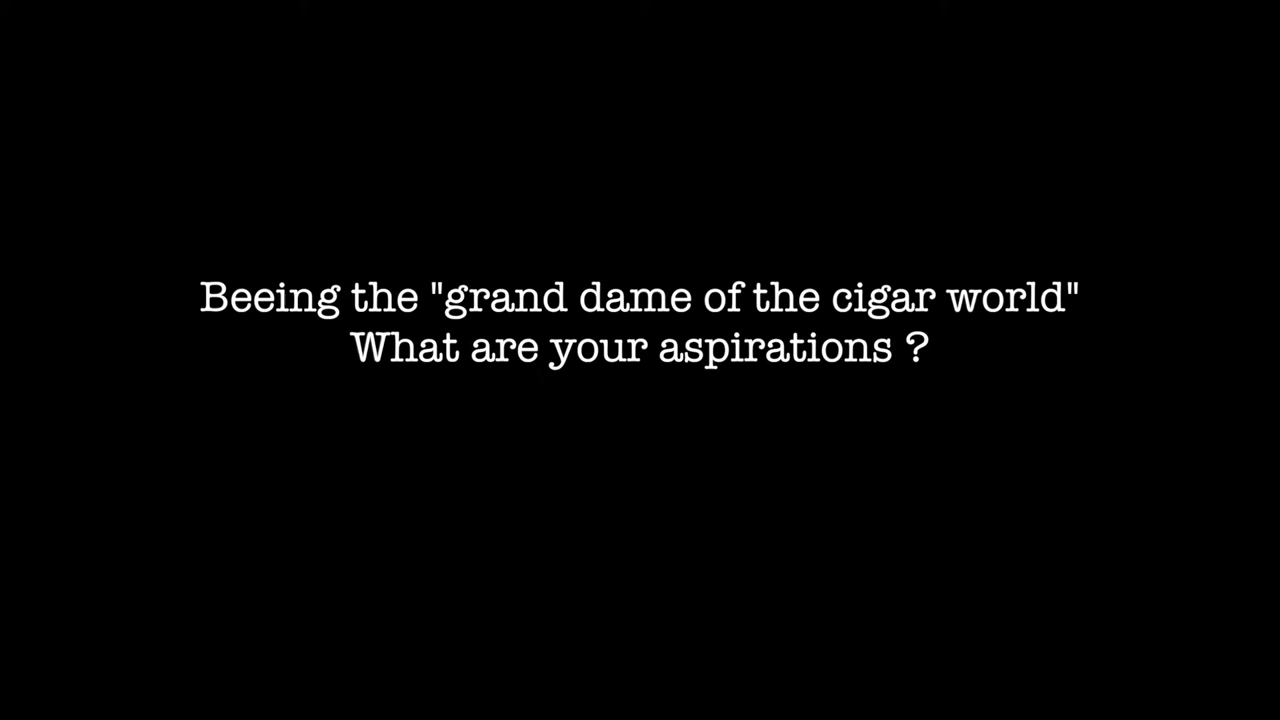 Beeing the "grand dame of the cigar world"
What are your aspirations ?